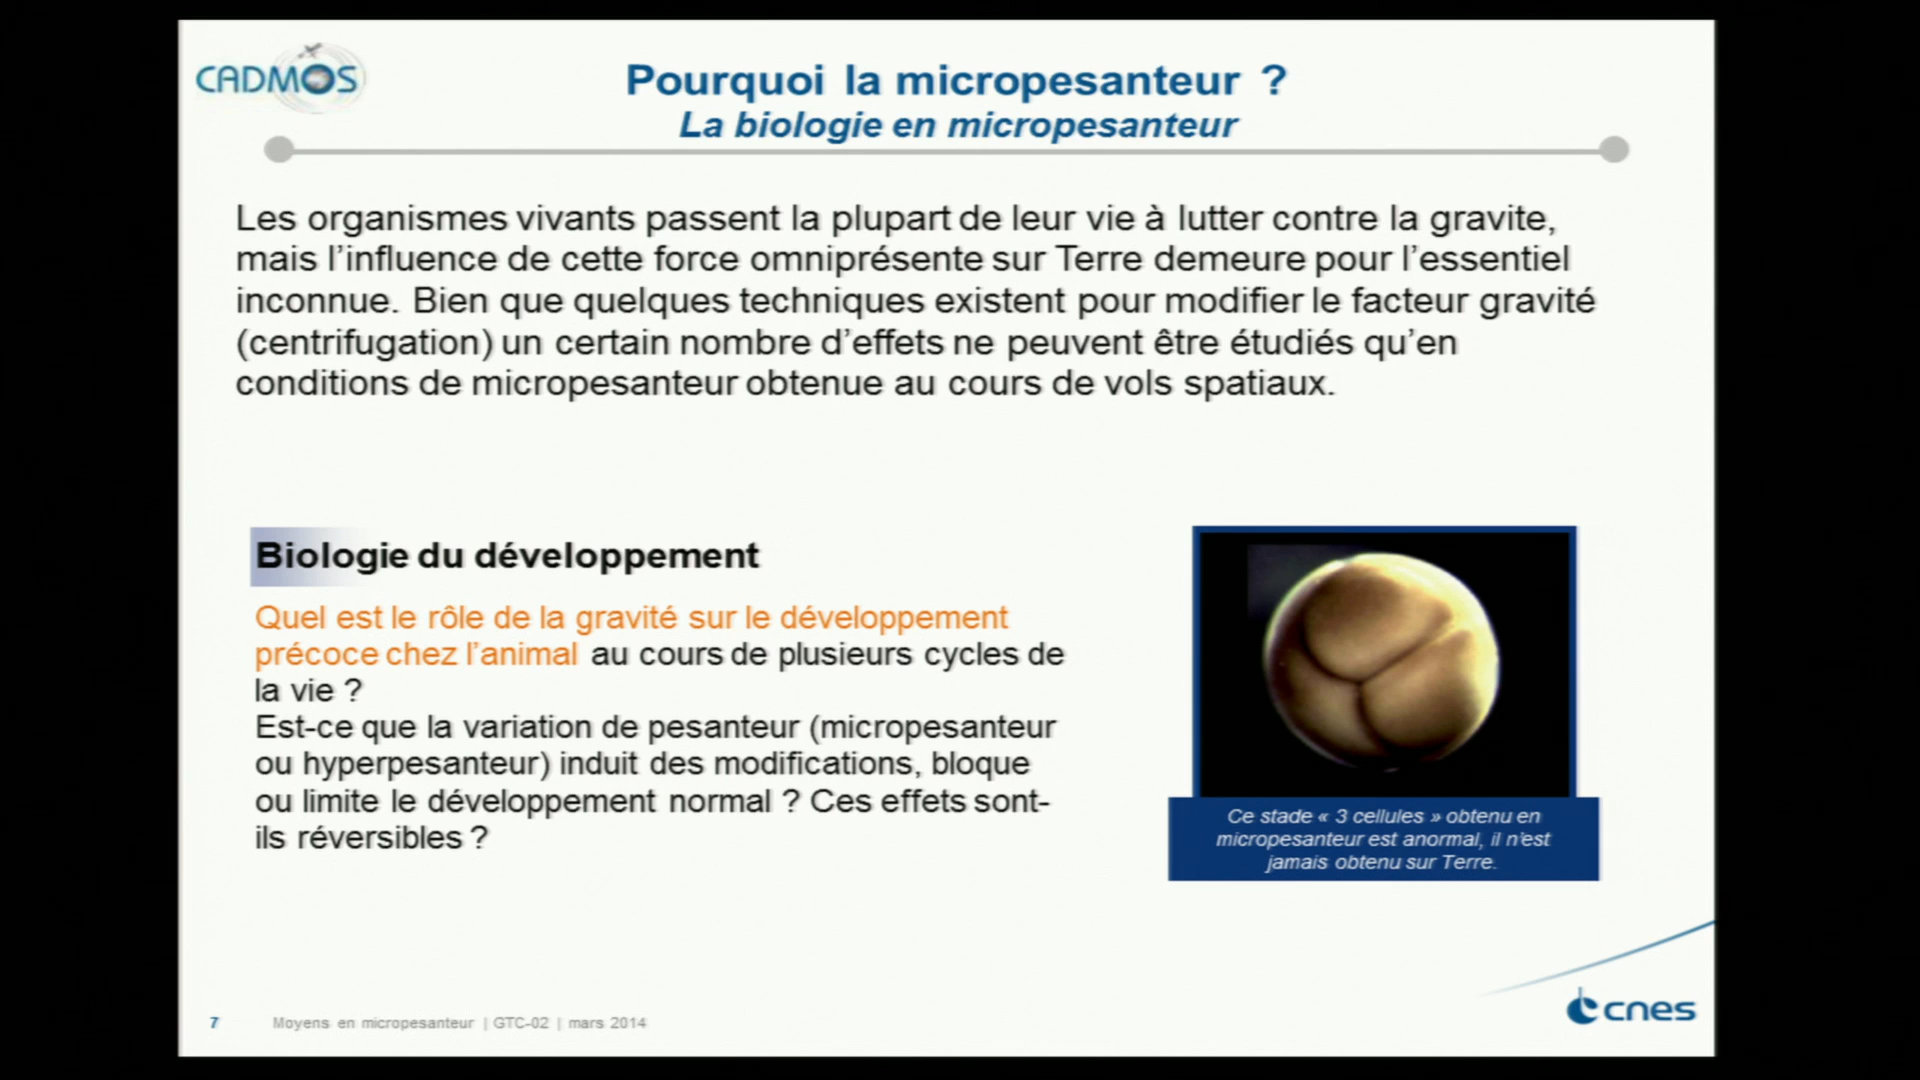 CADMOS
Pourquoi la micropesanteur ?
La biologie en micropesanteur
Les organismes vivants passent la plupart de leur vie à lutter contre la gravite,
mais l’influence de cette force omniprésente sur Terre demeure pour l’essentiel
inconnue. Bien que quelques techniques existent pour modifier le facteur gravité
(centrifugation) un certain nombre d’effets ne peuvent être étudiés qu’en
conditions de micropesanteur obtenue au cours de vols spatiaux.
Biologie du développement
Quel est le rôle de la gravité sur le développement
précoce chez l’animal au cours de plusieurs cycles de
la vie ?
Est-ce que la variation de pesanteur (micropesanteur
ou hyperpesanteur) induit des modifications, bloque
ou limite le développement normal ? Ces effets sont-
ils réversibles ?
Ce stade « 3 cellules » obtenu en
micropesanteur est anormal, il n’est
jamais obtenu sur Terre.
7 Moyens en micropesanteur | GTC-02 | mars 2014
cnes